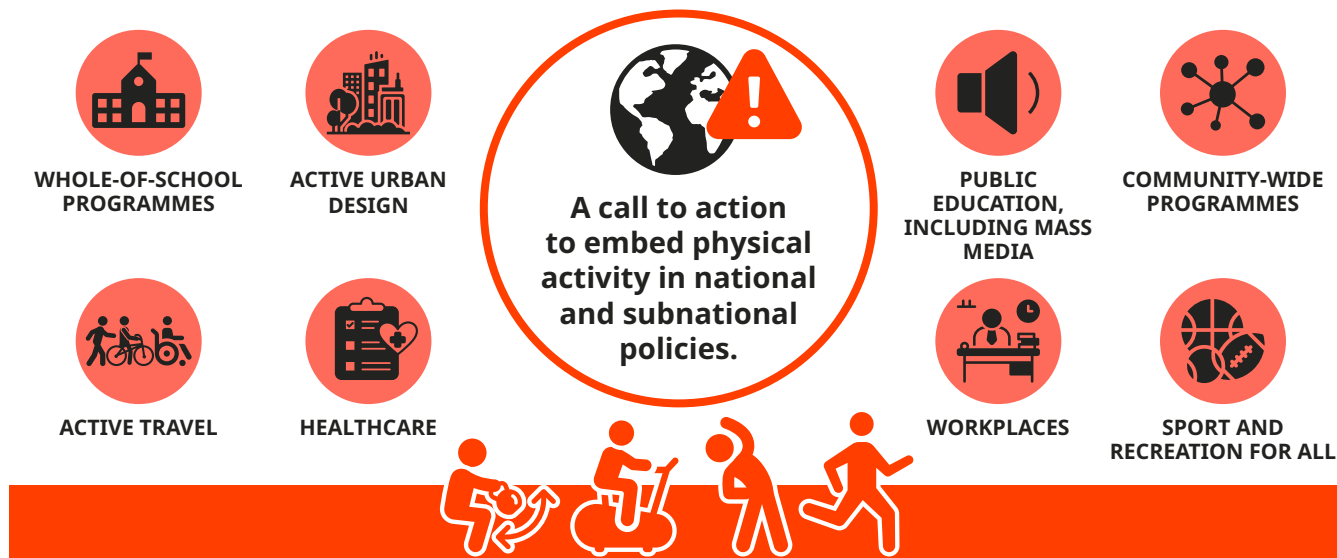 WHOLE-OF-SCHOOL
PROGRAMMES
ACTIVE URBAN
DESIGN
A call to action
to embed physical
activity in national
and subnational
policies.
PUBLIC
EDUCATION,
INCLUDING MASS
MEDIA
COMMUNITY-WIDE
PROGRAMMES
ACTIVE TRAVEL
HEALTHCARE
WORKPLACES
SPORT AND
RECREATION FOR ALL